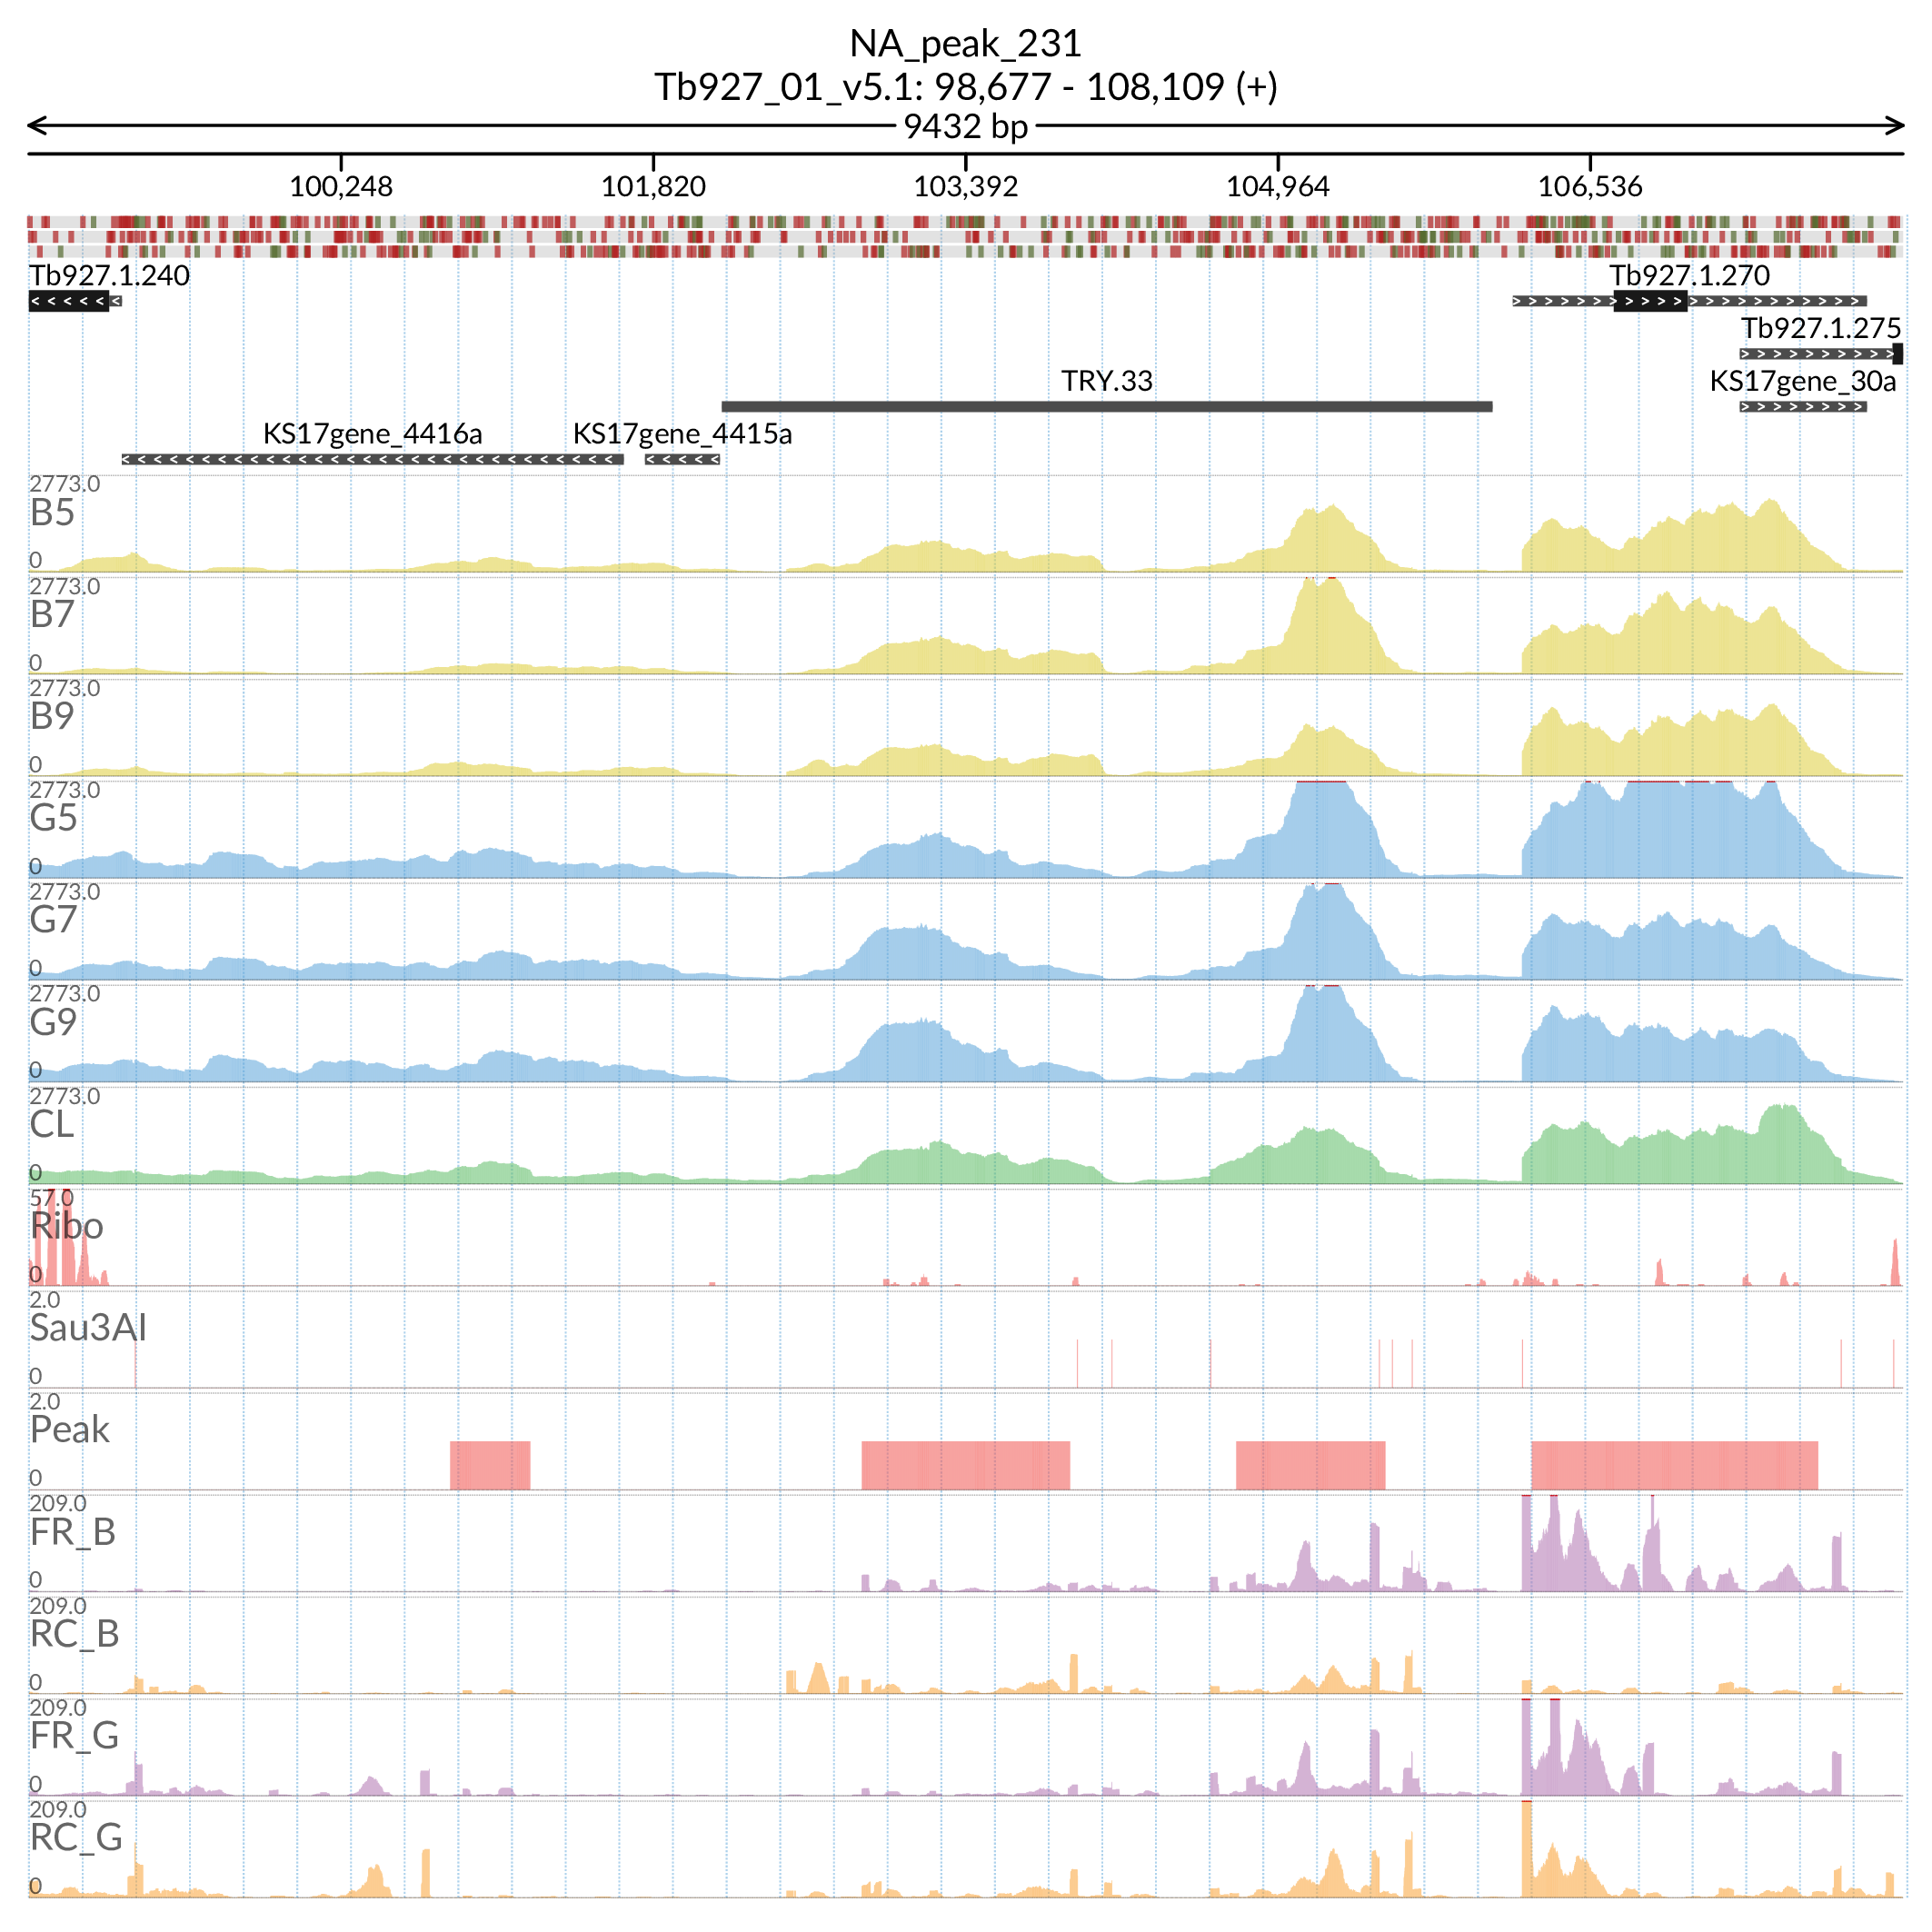 NA_peak_231
Tb927_01_v5.1: 98,677 - 108,109 (+)
9432 bp
100,248 101,820 103,392 104,964 106,536
Tb927.1.240 Tb927.1.270
Tb927.1.275
TRY.33 KS17gene_30a
KS17gene_4416a KS17gene_4415a
2773.0
B5
0
2773.0
B7
0
2773.0
B9
0
2773.0
G5
0
2773.0
G7
0
2773.0
G9
0
2773.0
CL
0
57.0
Ribo
0
2.0
Sau3AI
0
2.0
Peak
0
209.0
FR_B
0
209.0
RC_B
0
209.0
FR_G
0
209.0
RC_G
0